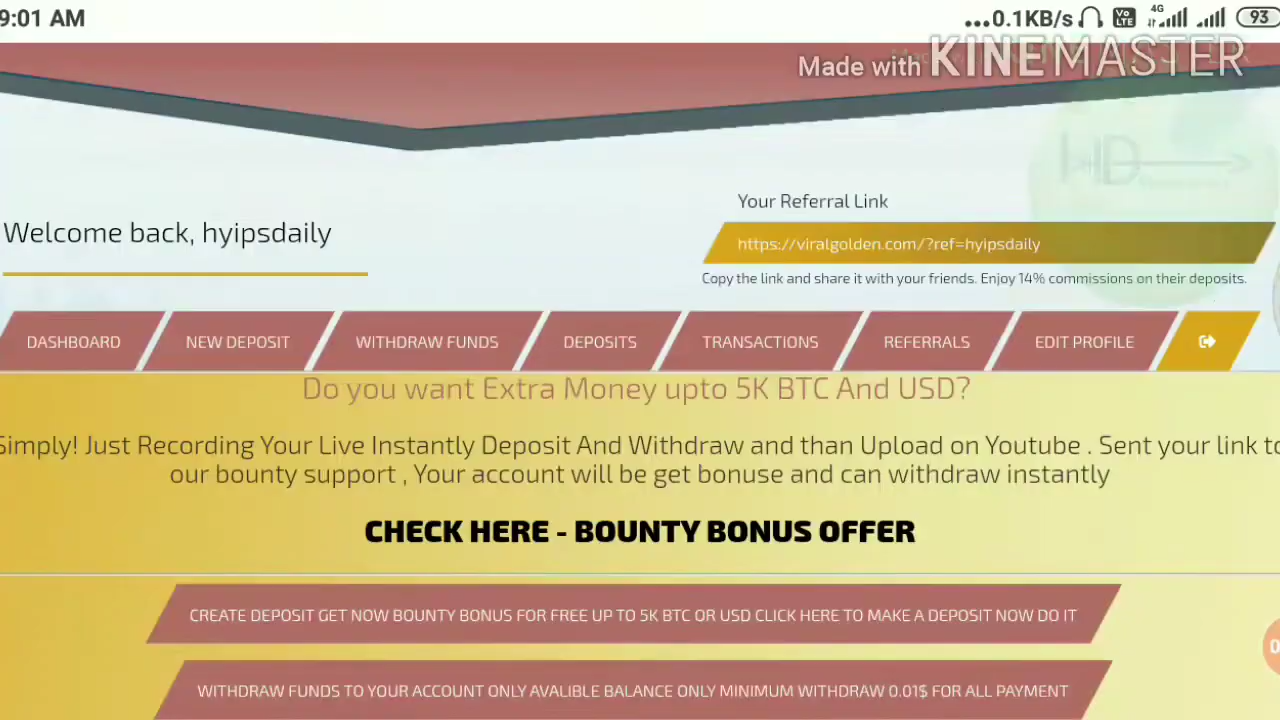 9:01 AM
...0.1KB/s
Vo LTE
4G
93
Made with KINEMASTER
Your Referral Link
Welcome back, hyipsdaily
https://viralgolden.com/?ref=hyipsdaily
Copy the link and share it with your friends. Enjoy 14% commissions on their deposits.
DASHBOARD
NEW DEPOSIT
WITHDRAW FUNDS
DEPOSITS
TRANSACTIONS
REFERRALS
EDIT PROFILE
Do you want Extra Money upto 5K BTC And USD?
Simply! Just Recording Your Live Instantly Deposit And Withdraw and than Upload on Youtube . Sent your link to
our bounty support , Your account will be get bonuse and can withdraw instantly
CHECK HERE - BOUNTY BONUS OFFER
CREATE DEPOSIT GET NOW BOUNTY BONUS FOR FREE UP TO 5K BTC OR USD CLICK HERE TO MAKE A DEPOSIT NOW DO IT
WITHDRAW FUNDS TO YOUR ACCOUNT ONLY AVALIBLE BALANCE ONLY MINIMUM WITHDRAW 0.01$ FOR ALL PAYMENT